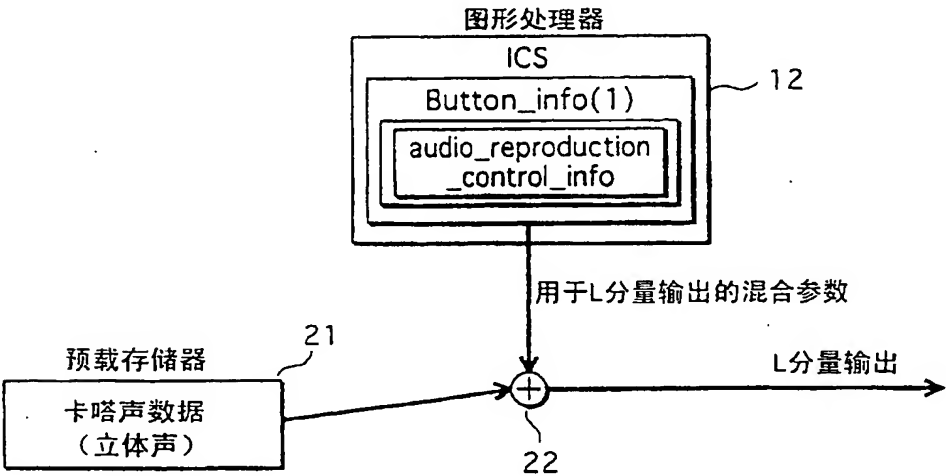 图形处理器
ICS
12
Button_info(1)
audio_reproduction
_control_info
用于L分量输出的混合参数
21
预载存储器
L分量输出
卡嗒声数据
（立体声）
22